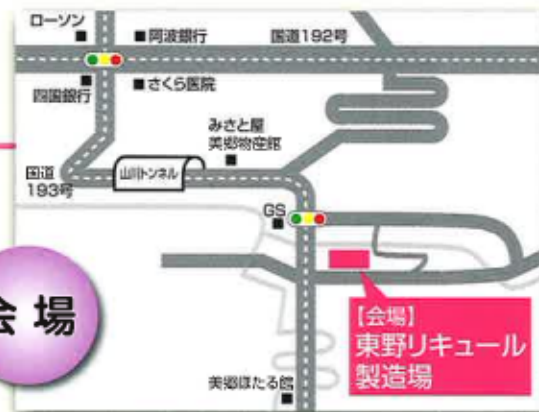 ローソン
阿波銀行
国道192号
四国銀行
さくら医院
みさと屋
美郷物産館
国道
193号
山川トンネル
GS
会場
【会場】
東野リキュール
製造場
美郷ほたる館